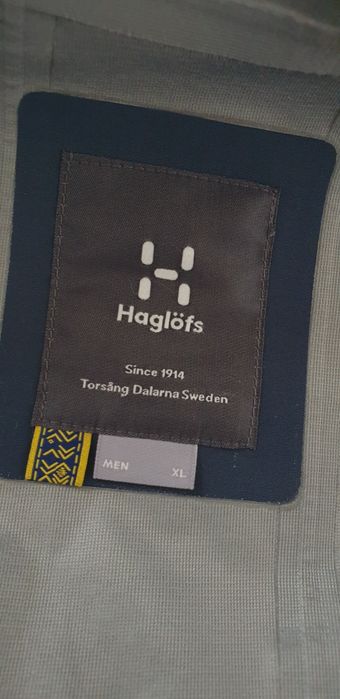 Haglöfs
Since 1914
Torsång Dalarna Sweden
MEN XL